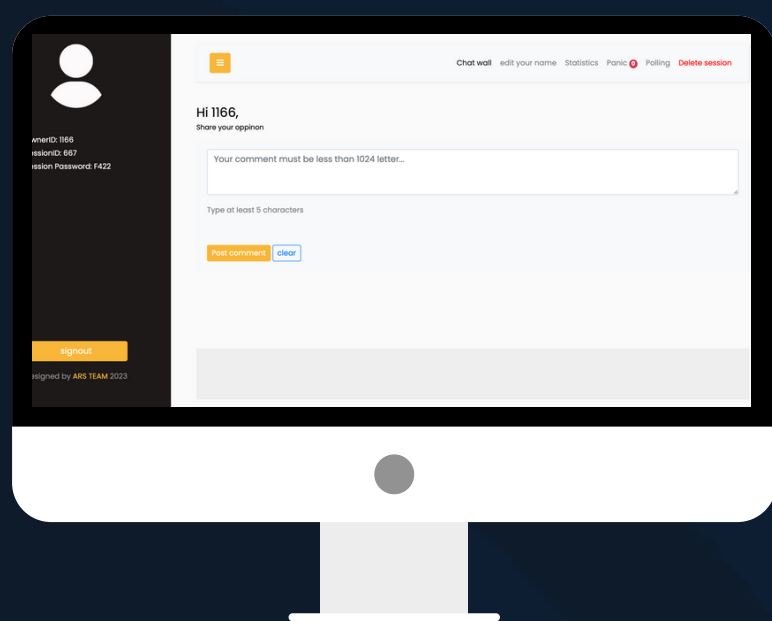 wnerID: 1166
ssionID: 667
ssion Password: F422
signout
esigned by ARS TEAM 2023
Chat wall edit your name Statistics Panic 0 Polling Delete session
Hi 1166,
Share your oppinon
Your comment must be less than 1024 letter...
Type at least 5 characters
Post comment clear